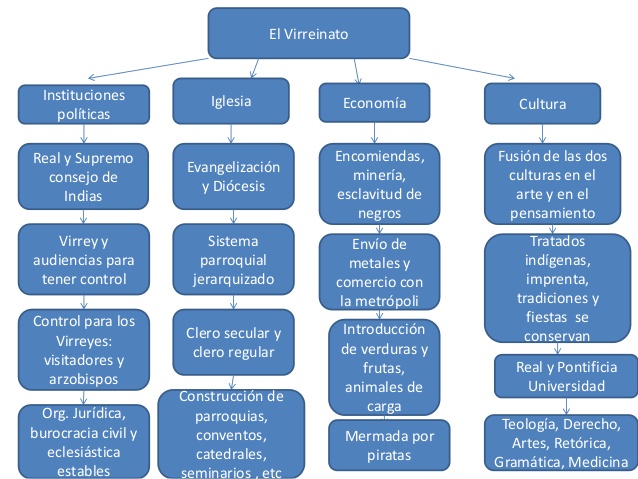 El Virreinato
Instituciones
políticas
Real y Supremo
consejo de
Indias
Virrey y
audiencias para
tener control
Control para los
Virreyes:
visitadores y
arzobispos
Org. Jurídica,
burocracia civil y
eclesiástica
estables
Iglesia
Evangelización
y Diócesis
Sistema
parroquial
jerarquizado
Clero secular y
clero regular
Construcción de
parroquias,
conventos,
catedrales,
seminarios , etc
Economía
Encomiendas,
minería,
esclavitud de
negros
Envío de
metales y
comercio con
la metrópoli
Introducción
de verduras y
frutas,
animales de
carga
Mermada por
piratas
Cultura
Fusión de las dos
culturas en el
arte y en el
pensamiento
Tratados
indígenas,
imprenta,
tradiciones y
fiestas se
conservan
Real y Pontificia
Universidad
Teología, Derecho,
Artes, Retórica,
Gramática, Medicina